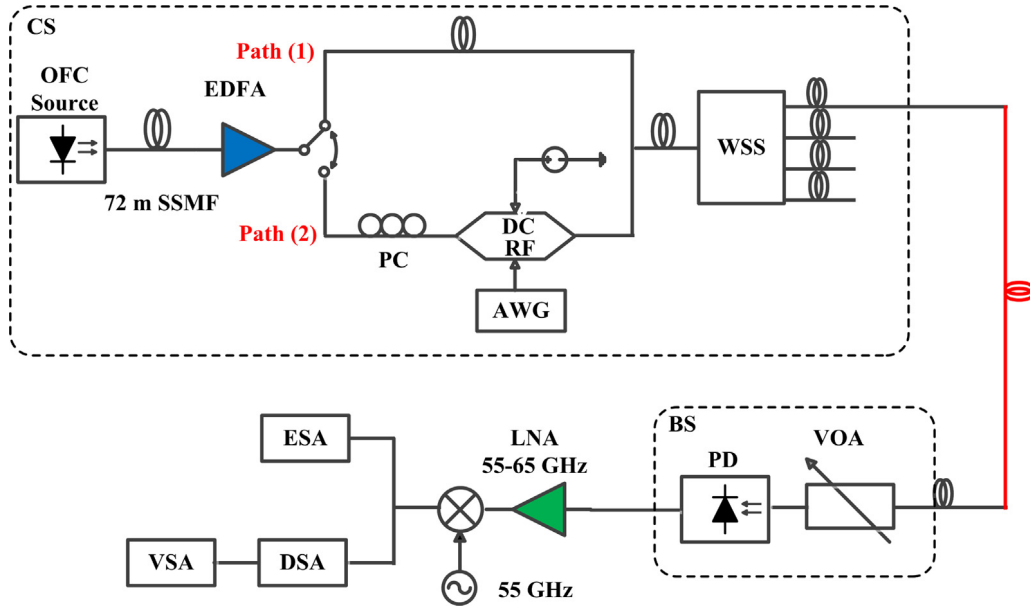 CS
OFC
Source
72 m SSMF
EDFA
Path (1)
Path (2)
PC
DC
RF
AWG
WSS
BS
VOA
PD
LNA
55-65 GHz
ESA
VSA
DSA
55 GHz